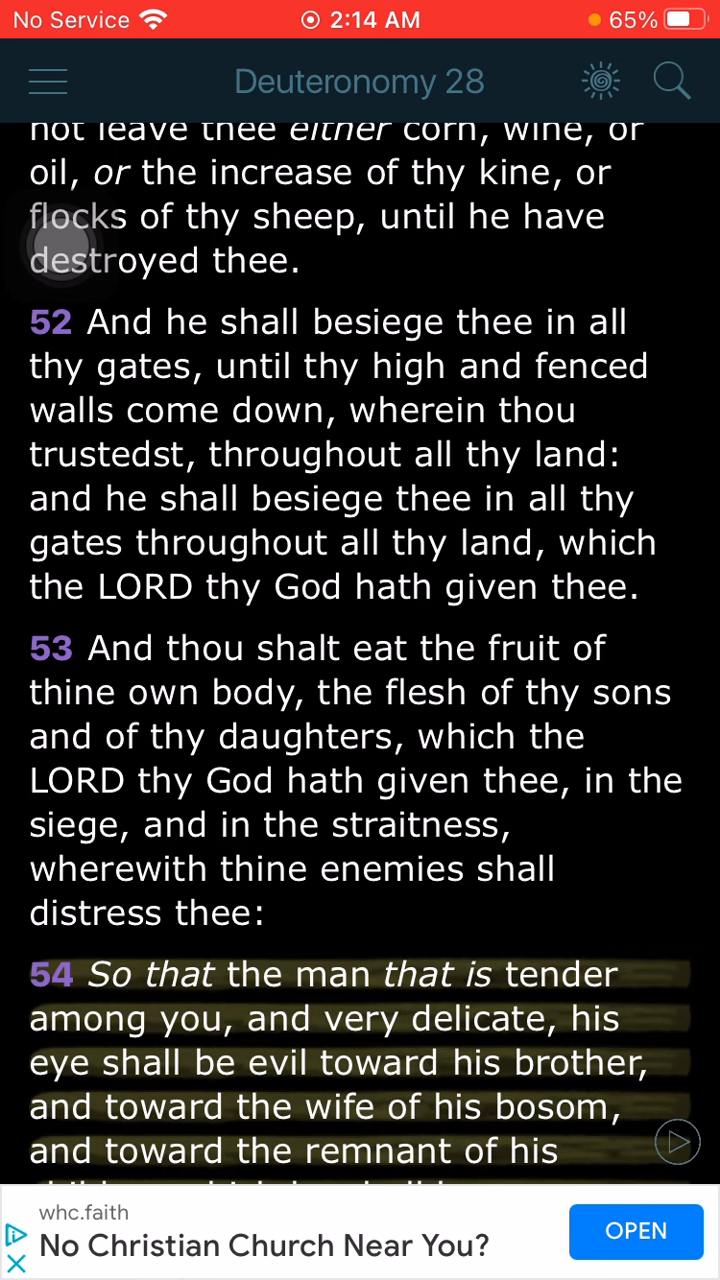 No Service 2:14 AM 65%
Deuteronomy 28
not leave thee either corn, wine, or
oil, or the increase of thy kine, or
flocks of thy sheep, until he have
destroyed thee.
52 And he shall besiege thee in all
thy gates, until thy high and fenced
walls come down, wherein thou
trustedst, throughout all thy land:
and he shall besiege thee in all thy
gates throughout all thy land, which
the LORD thy God hath given thee.
53 And thou shalt eat the fruit of
thine own body, the flesh of thy sons
and of thy daughters, which the
LORD thy God hath given thee, in the
siege, and in the straitness,
wherewith thine enemies shall
distress thee:
54 So that the man that is tender
among you, and very delicate, his
eye shall be evil toward his brother,
and toward the wife of his bosom,
and toward the remnant of his
whc.faith
No Christian Church Near You?
OPEN